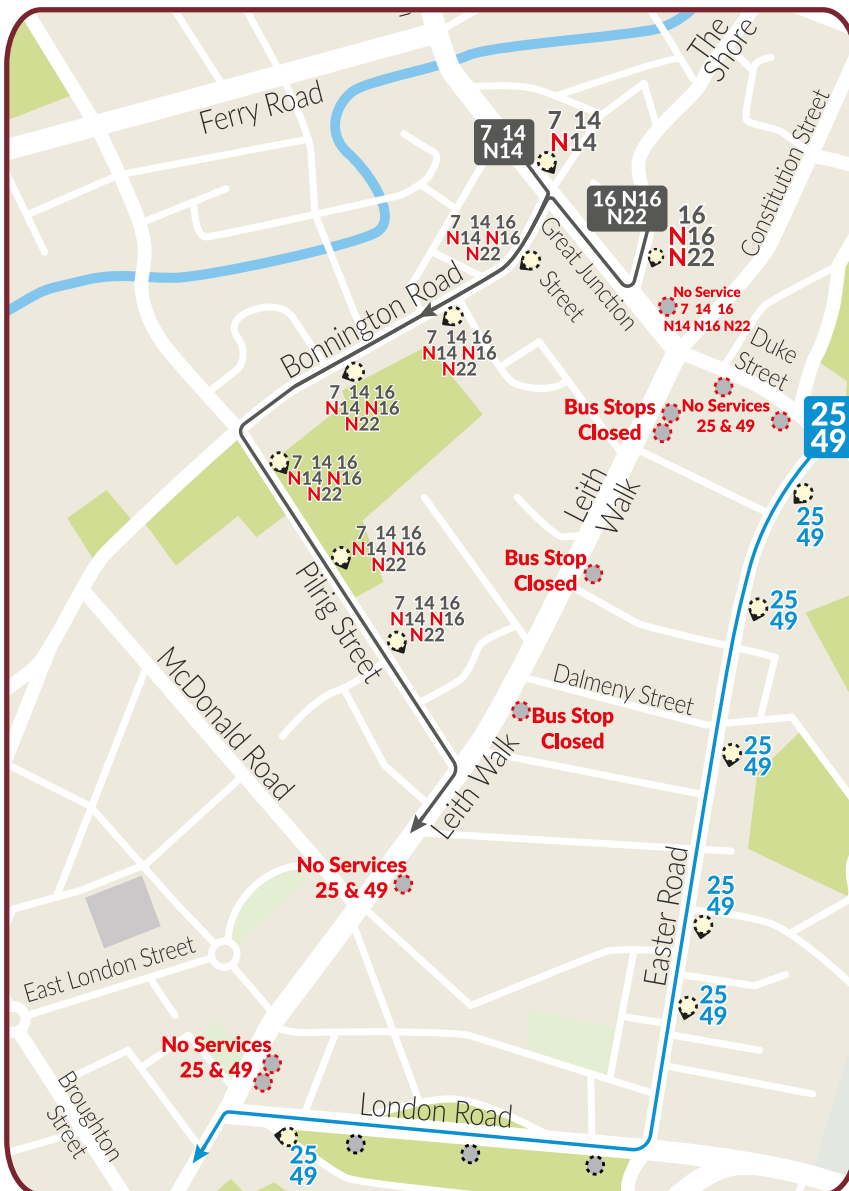 The
Shore
Ferry Road
Constitution Street
7 14
N14
7 14
N14
16 N16
N22
16
N16
N22
7 14 16
N14 N16
N22
Great Junction
Street
No Service
7 14 16
N14 N16 N22
Bonnington Road
7 14 16
N14 N16
N22
Duke
Street
7 14 16
N14 N16
N22
Bus Stops
Closed
No Services
25 & 49
25
49
7 14 16
N14 N16
N22
Leith
Walk
25
49
7 14 16
N14 N16
N22
Bus Stop
Closed
Pilrig Street
7 14 16
N14 N16
N22
25
49
McDonald Road
Dalmeny Street
Bus Stop
Closed
25
49
Leith Walk
No Services
25 & 49
Easter Road
25
49
East London Street
25
49
No Services
25 & 49
Broughton
Street
London Road
25
49